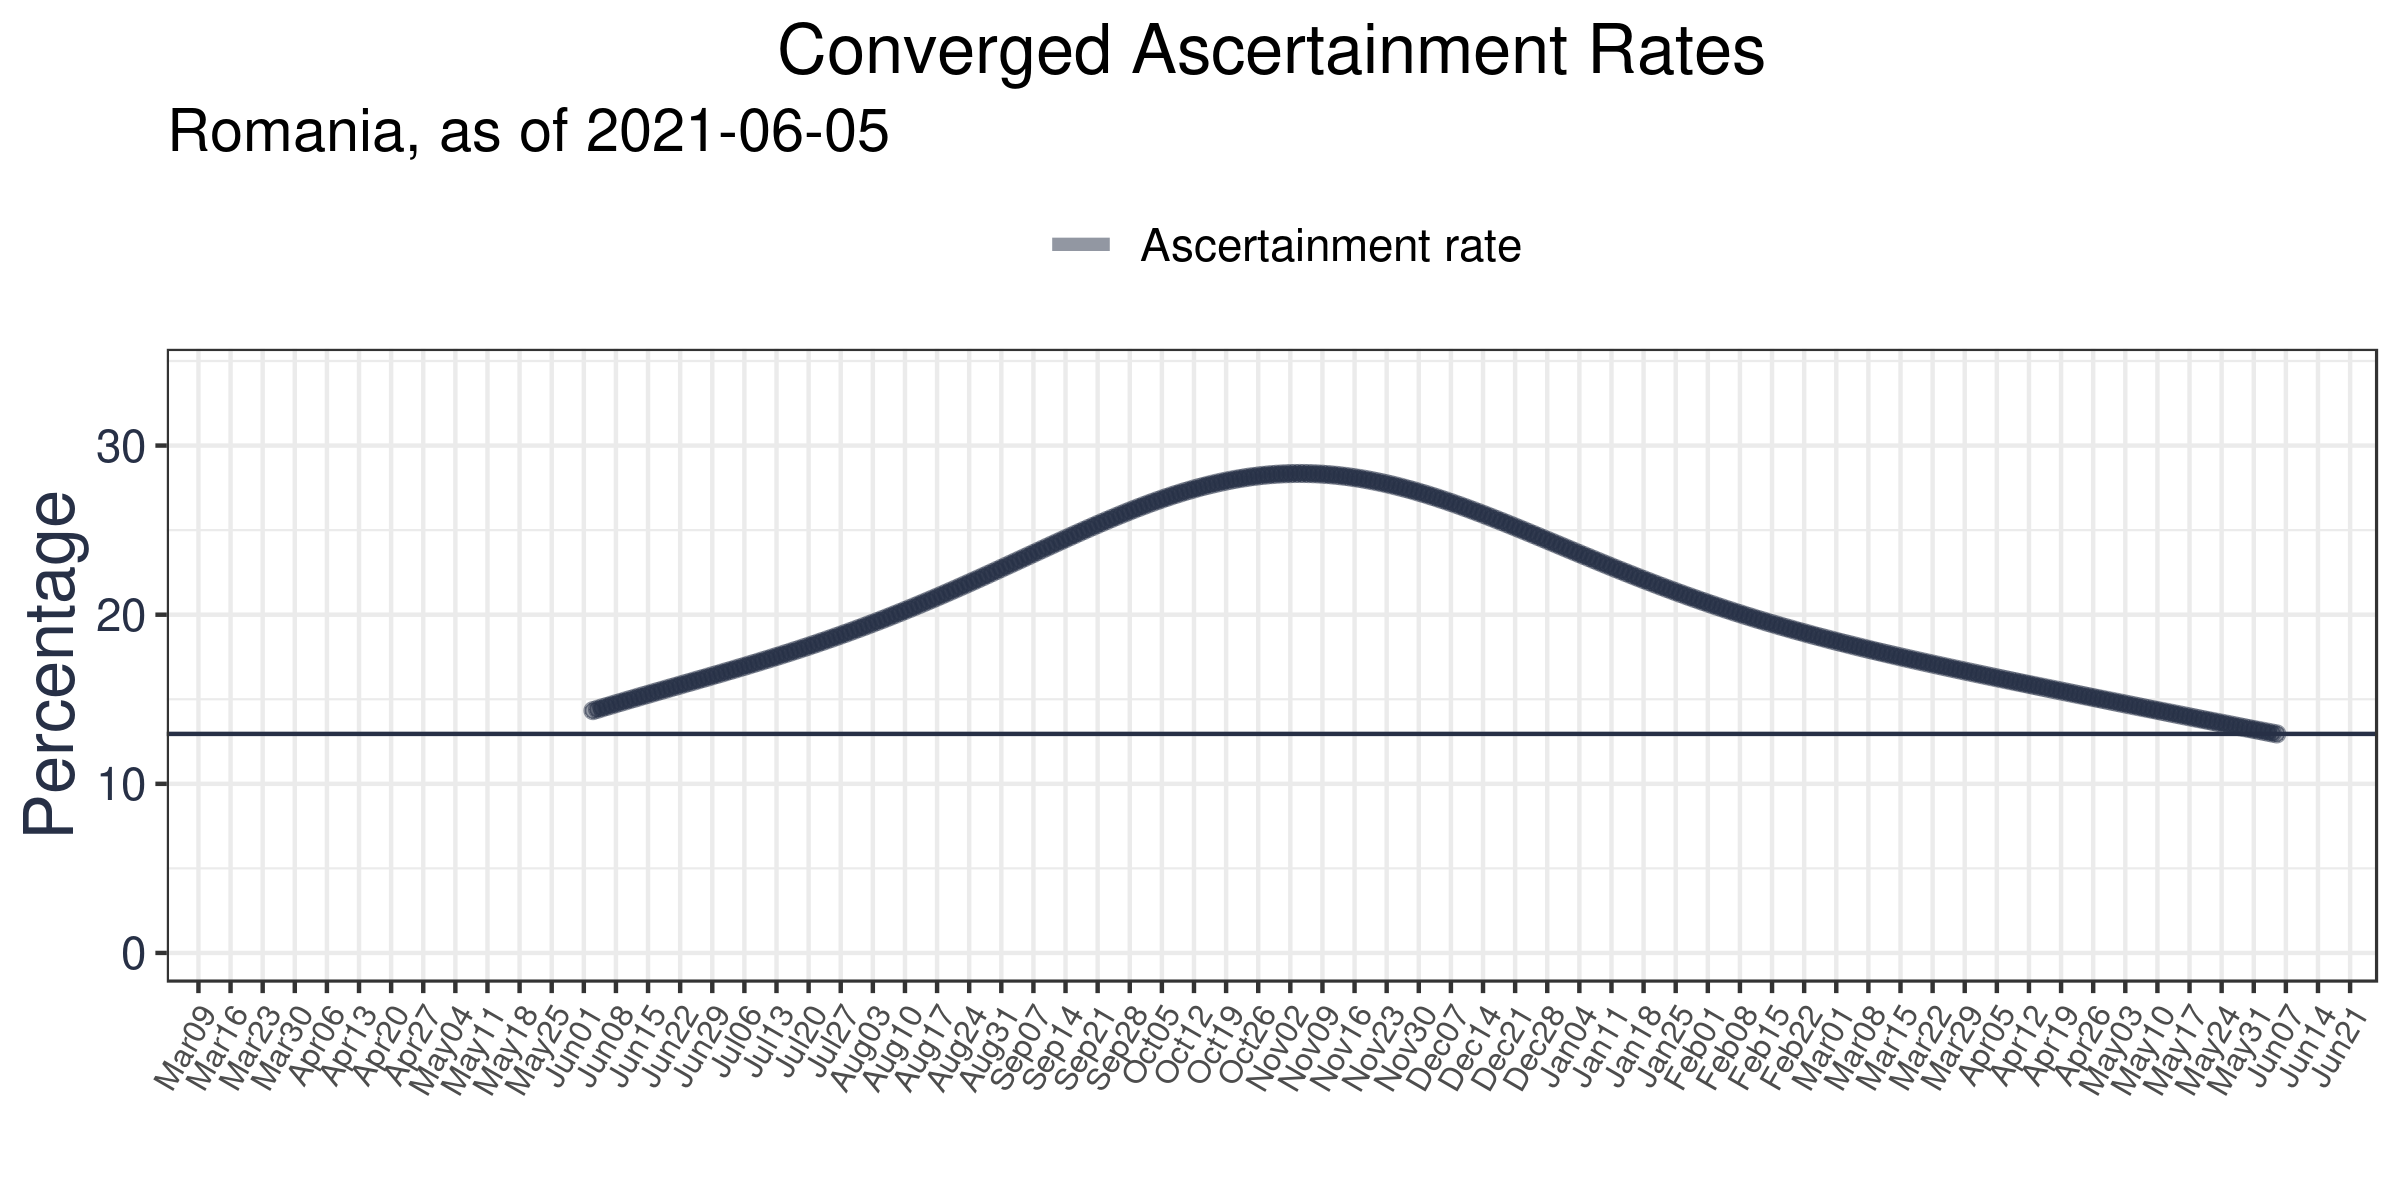 Converged Ascertainment Rates
Romania, as of 2021-06-05
Ascertainment rate
Percentage
30
20
10
0
Mar09
Mar16
Mar23
Mar30
Apr06
Apr13
Apr20
Apr27
May04
May11
May18
May25
Jun01
Jun08
Jun15
Jun22
Jun29
Jul06
Jul13
Jul20
Jul27
Aug03
Aug10
Aug17
Aug24
Aug31
Sep07
Sep14
Sep21
Sep28
Oct05
Oct12
Oct19
Oct26
Nov02
Nov09
Nov16
Nov23
Nov30
Dec07
Dec14
Dec21
Dec28
Jan04
Jan11
Jan18
Jan25
Feb01
Feb08
Feb15
Feb22
Mar01
Mar08
Mar15
Mar22
Mar29
Apr05
Apr12
Apr19
Apr26
May03
May10
May17
May24
May31
Jun07
Jun14
Jun21